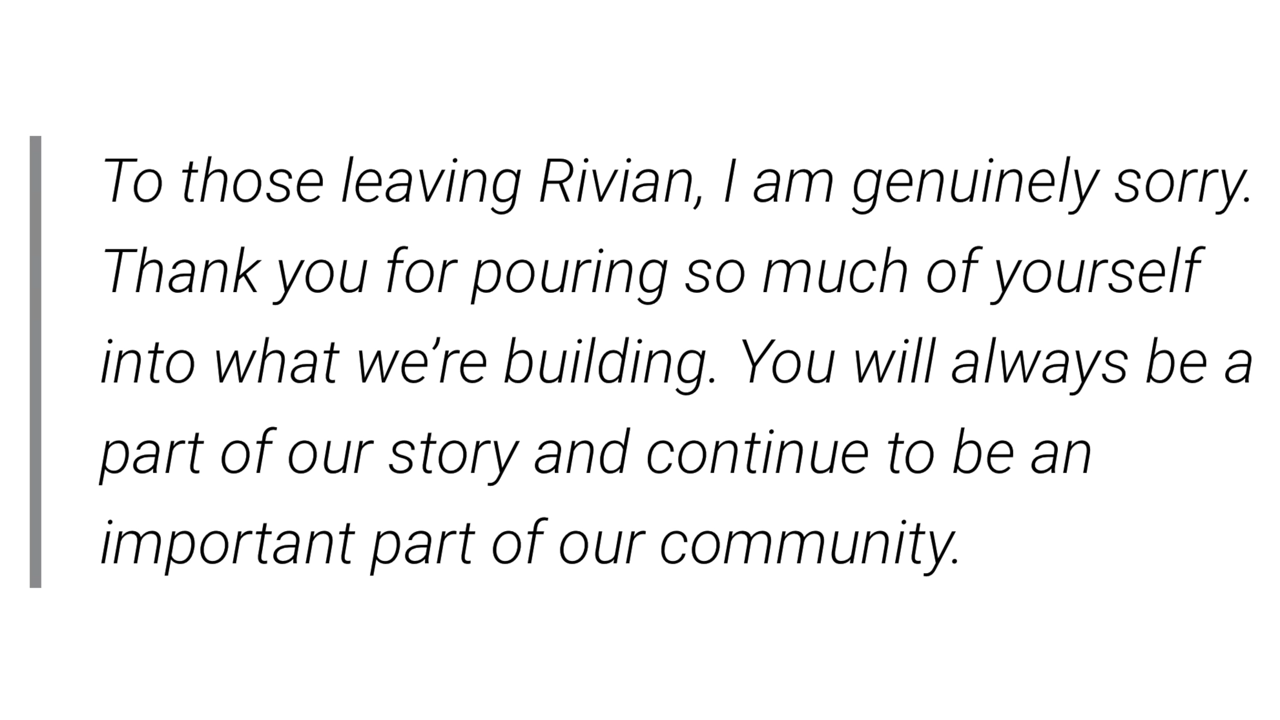 To those leaving Rivian, I am genuinely sorry.
Thank you for pouring so much of yourself
into what we’re building. You will always be a
part of our story and continue to be an
important part of our community.